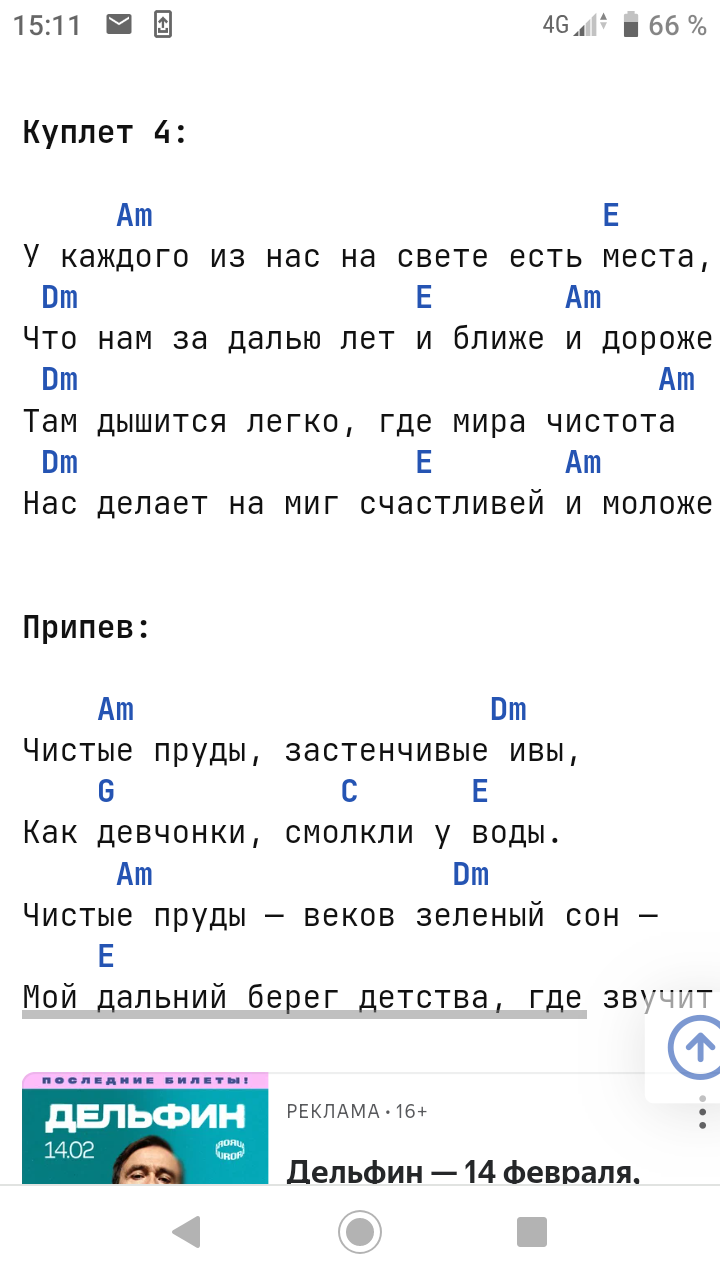 15:11 4G 66 %
Куплет 4:
Am E
У каждого из нас на свете есть места,
Dm E Am
Что нам за далью лет и ближе и дороже
Dm Am
Там дышится легко, где мира чистота
Dm E Am
Нас делает на миг счастливей и моложе
Припев:
Am Dm
Чистые пруды, застенчивые ивы,
G C E
Как девчонки, смолкли у воды.
Am Dm
Чистые пруды — веков зеленый сон —
E
Мой дальний берег детства, где звучит
ПОСЛЕДНИЕ БИЛЕТЫ!
ДЕЛЬФИН
14.02
РЕКЛАМА • 16+
Дельфин — 14 февраля,